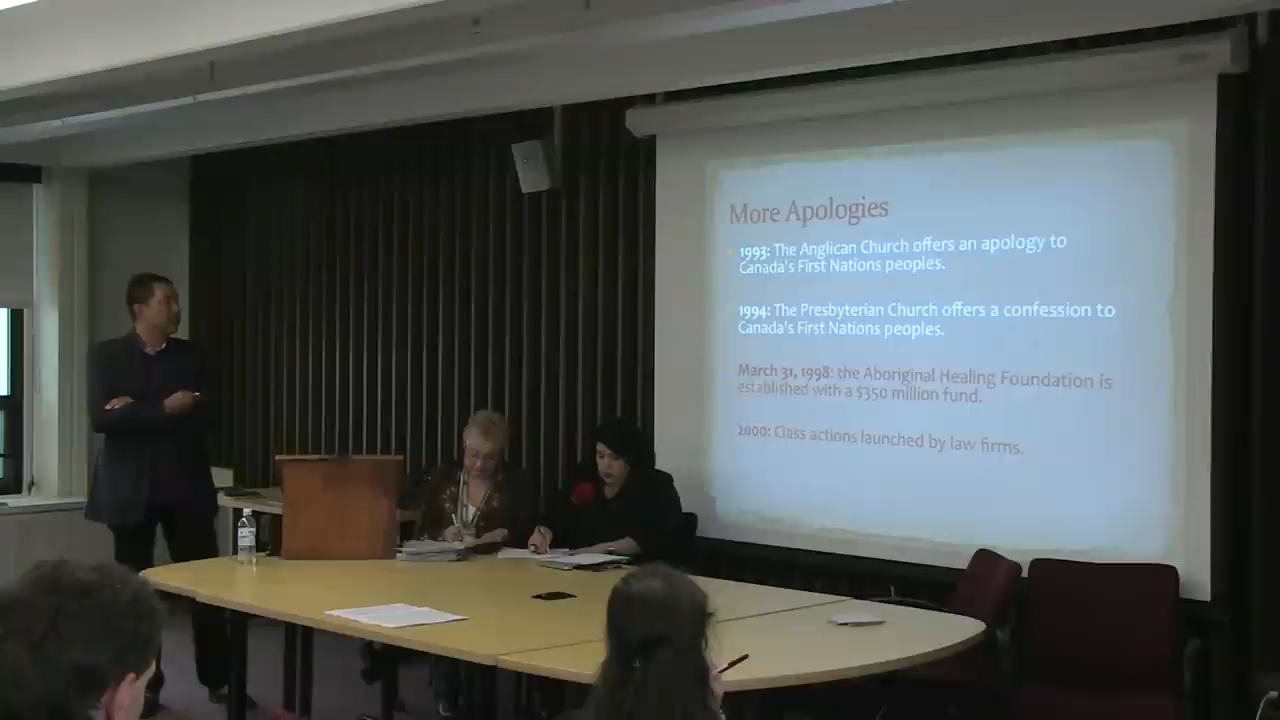 More Apologies
1993: The Anglican Church offers an apology to
Canada's First Nations peoples.
1994: The Presbyterian Church offers a confession to
Canada's First Nations peoples.
March 31, 1998: the Aboriginal Healing Foundation is
established with a $350 million fund.
2000: Class actions launched by law firms.